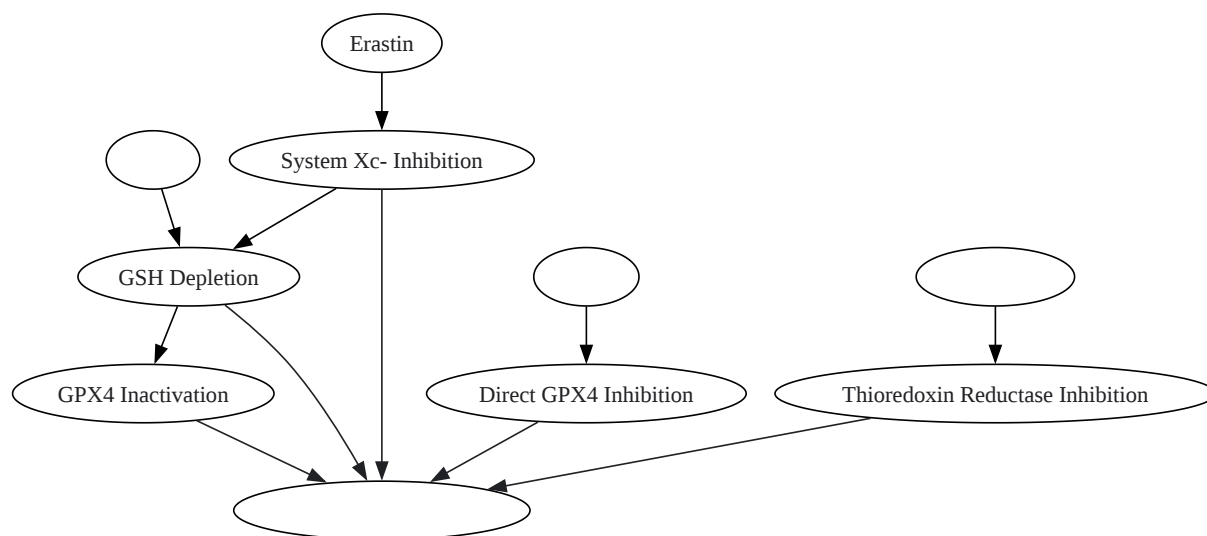 Erastin
System Xc- Inhibition
GSH Depletion
GPX4 Inactivation
Direct GPX4 Inhibition
Thioredoxin Reductase Inhibition